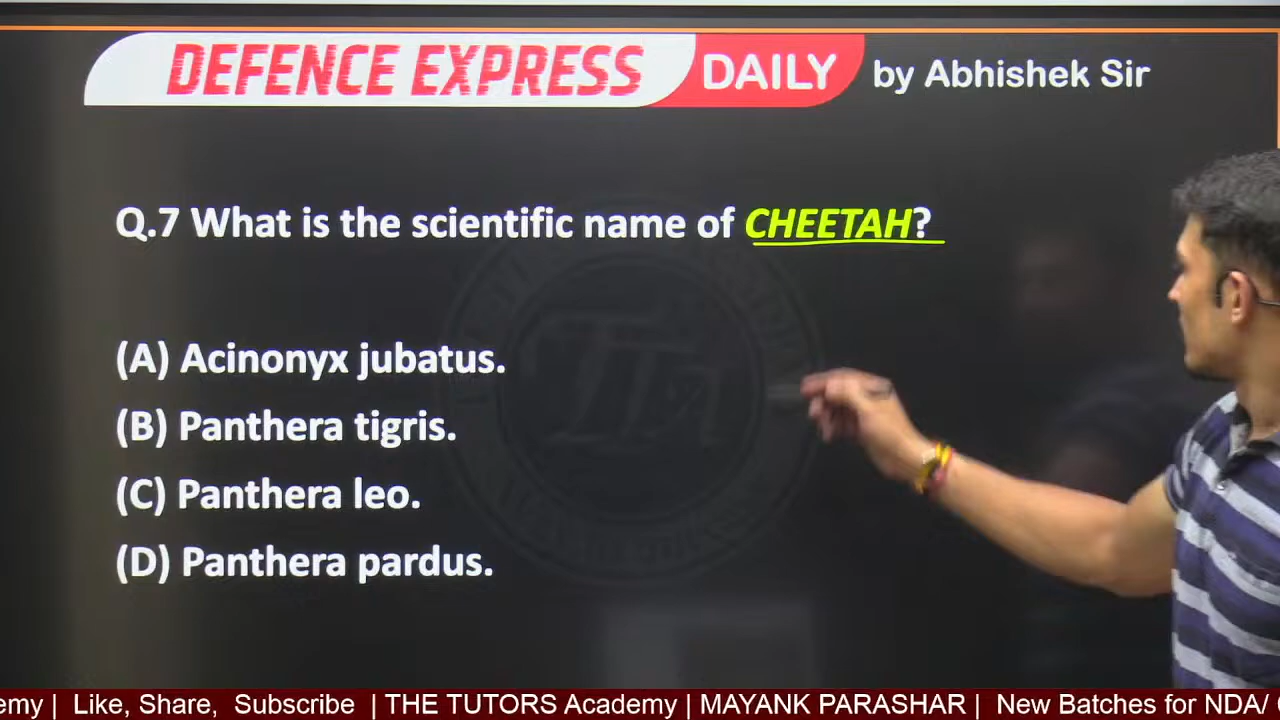 DEFENCE EXPRESS DAILY by Abhishek Sir
Q.7 What is the scientific name of CHEETAH?
(A) Acinonyx jubatus.
(B) Panthera tigris.
(C) Panthera leo.
(D) Panthera pardus.
emy | Like, Share, Subscribe | THE TUTORS Academy | MAYANK PARASHAR | New Batches for NDA/